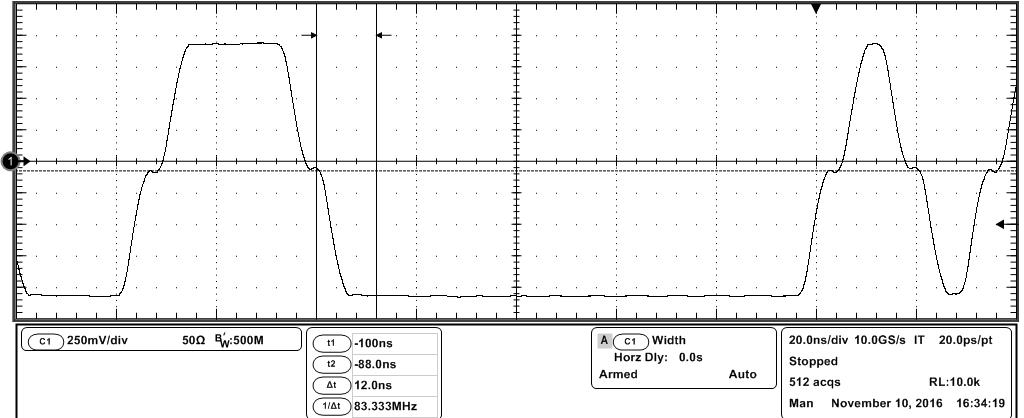 1
C1 250mV/div 50Ω B'W:500M
t1 -100ns
t2 -88.0ns
Δt 12.0ns
1/Δt 83.333MHz
A C1 Width
Horz Dly: 0.0s
Armed Auto
20.0ns/div 10.0GS/s IT 20.0ps/pt
Stopped
512 acqs RL:10.0k
Man November 10, 2016 16:34:19